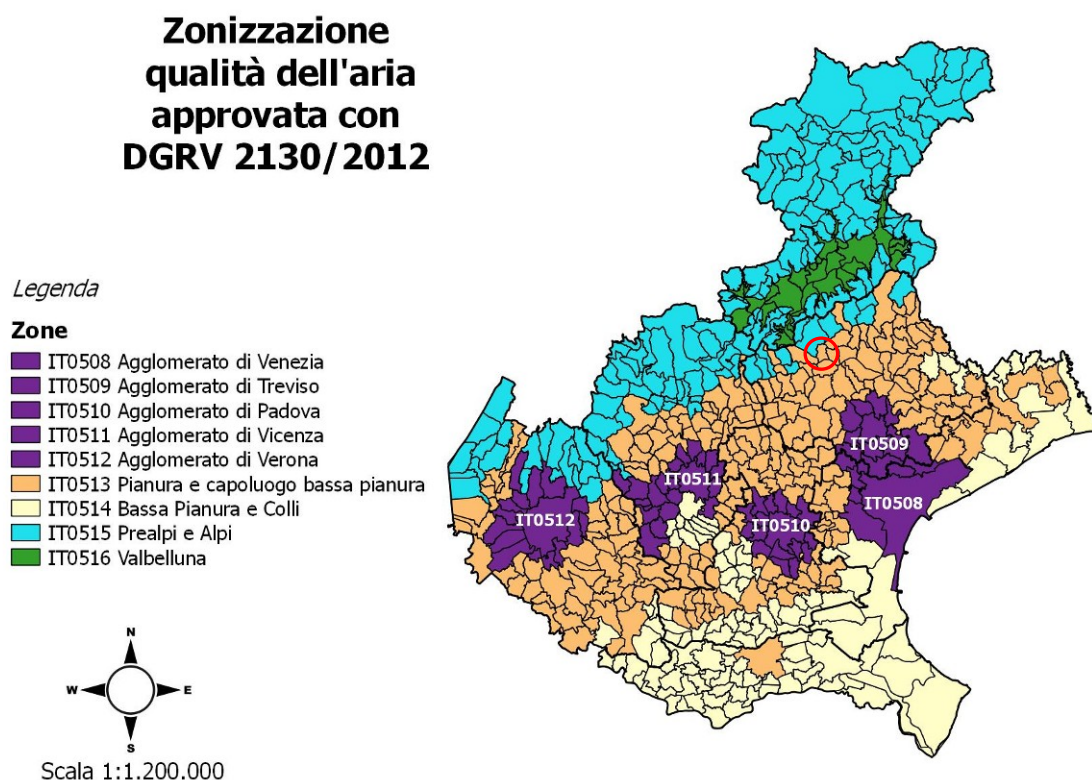 Zonizzazione
qualità dell'aria
approvata con
DGRV 2130/2012
Legenda
Zone
IT0508 Agglomerato di Venezia
IT0509 Agglomerato di Treviso
IT0510 Agglomerato di Padova
IT0511 Agglomerato di Vicenza
IT0512 Agglomerato di Verona
IT0513 Pianura e capoluogo bassa pianura
IT0514 Bassa Pianura e Colli
IT0515 Prealpi e Alpi
IT0516 Valbelluna
IT0509
IT0511
IT0508
IT0512
IT0510
N
W
E
S
Scala 1:1.200.000